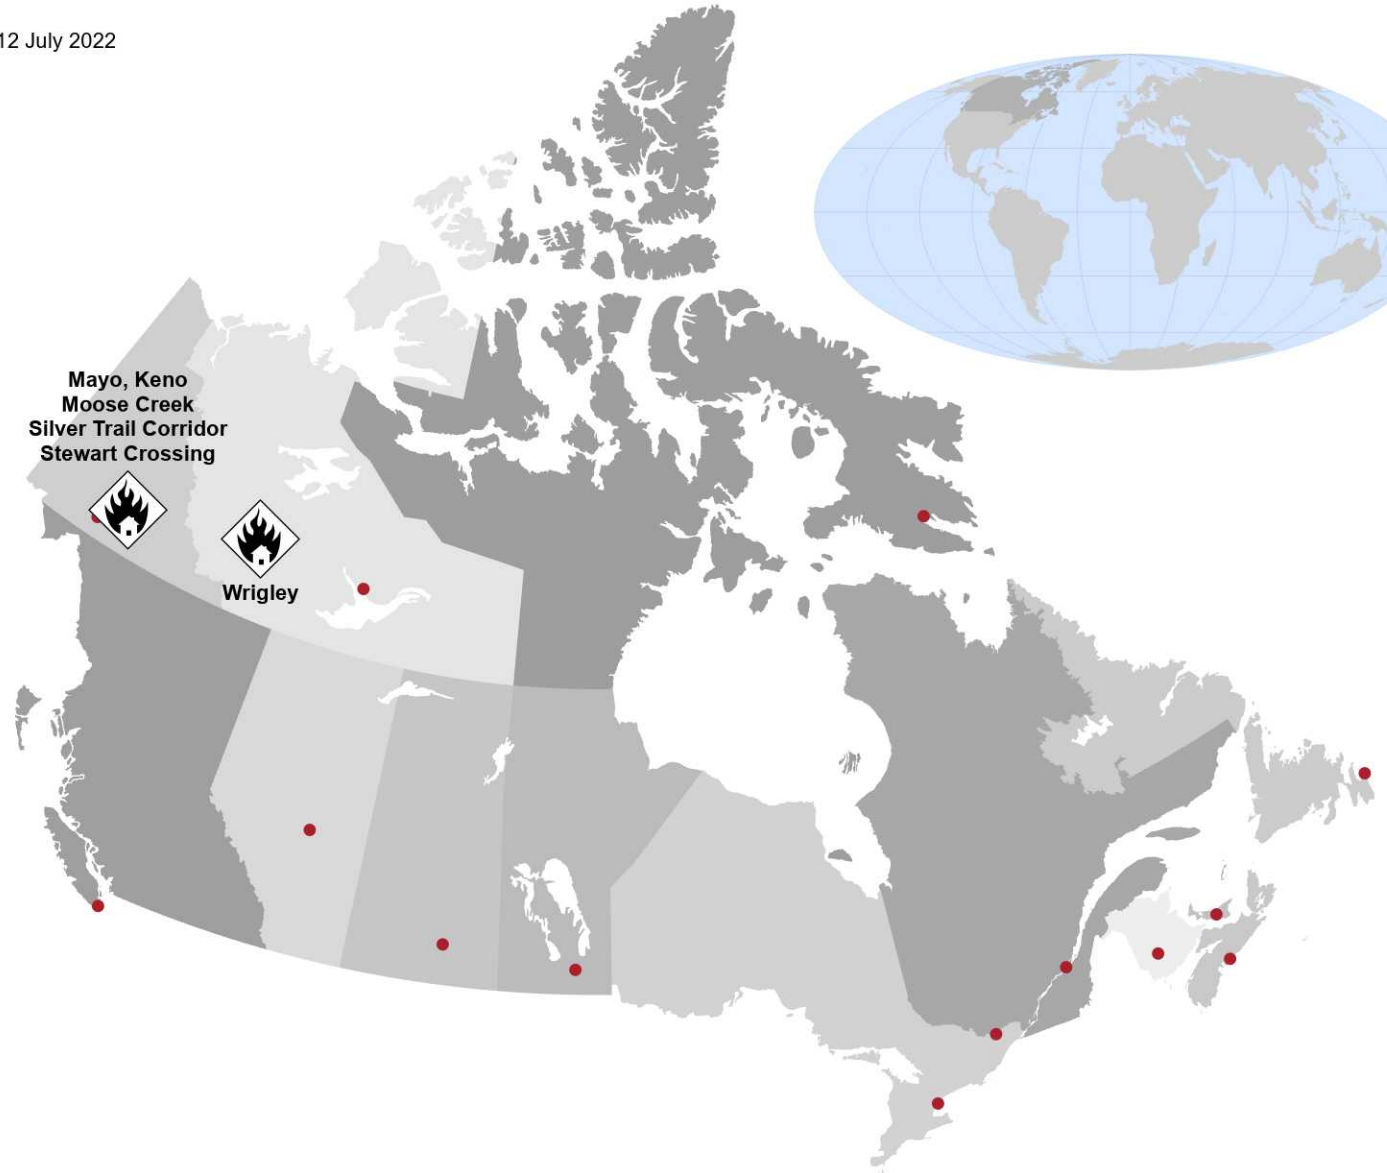 12 July 2022
Mayo, Keno
Moose Creek
Silver Trail Corridor
Stewart Crossing
Wrigley